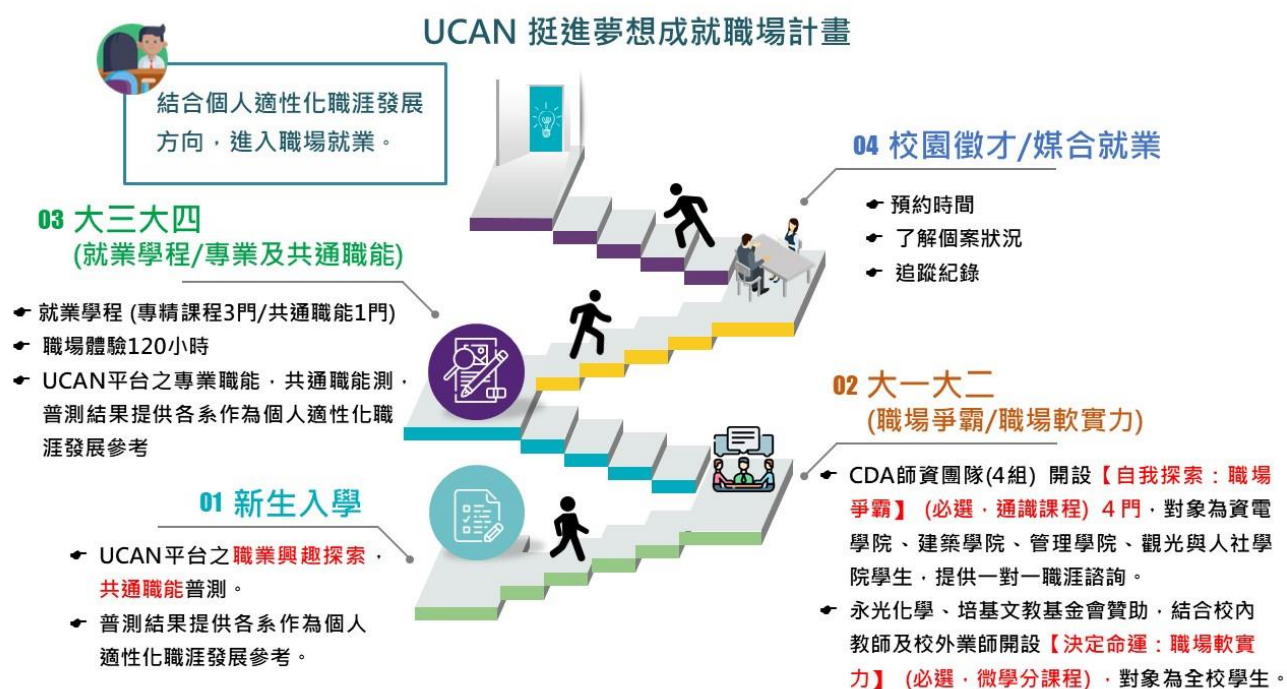 UCAN 挺進夢想成就職場計畫
結合個人適性化職涯發展
方向，進入職場就業。
04 校園徵才/媒合就業
預約時間
了解個案狀況
追蹤紀錄
03 大三大四
(就業學程/專業及共通職能)
就業學程 (專精課程3門/共通職能1門)
職場體驗120小時
UCAN平台之專業職能，共通職能測，
普測結果提供各系作為個人適性化職
涯發展參考
02 大一大二
(職場爭霸/職場軟實力)
CDA師資團隊(4組) 開設【自我探索：職場
爭霸】 (必選，通識課程) 4 門，對象為資電
學院、建築學院、管理學院、觀光與人社學
院學生，提供一對一職涯諮詢。
永光化學、培基文教基金會贊助，結合校內
教師及校外業師開設【決定命運：職場軟實
力】 (必選，微學分課程) ，對象為全校學生。
01 新生入學
UCAN平台之職業興趣探索，
共通職能普測。
普測結果提供各系作為個人
適性化職涯發展參考。